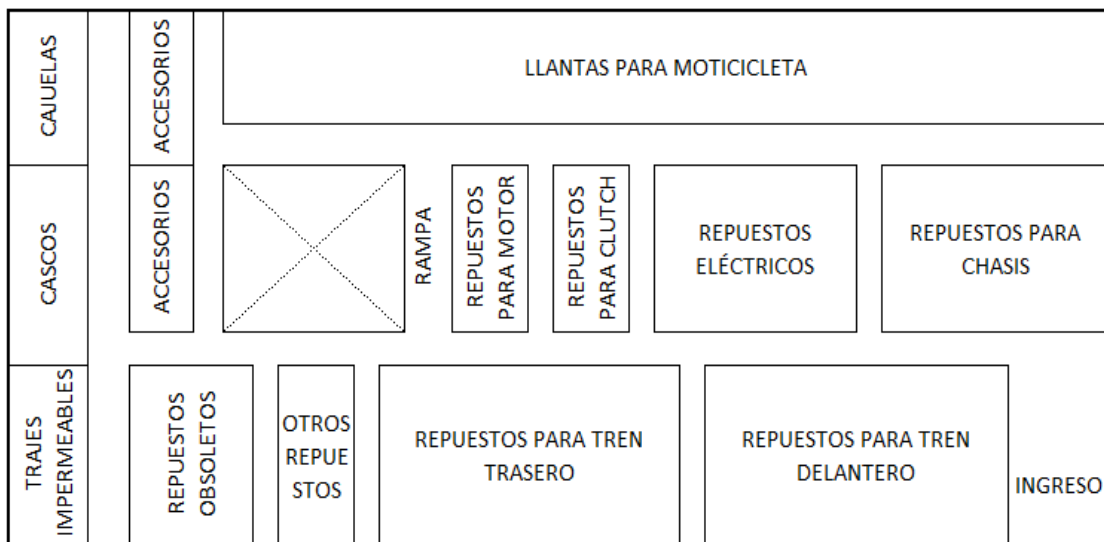 CAJUELAS
ACCESORIOS
LLANTAS PARA MOTICICLETA
CASCOS
ACCESORIOS
RAMPA
REPUESTOS
PARA MOTOR
REPUESTOS
PARA CLUTCH
REPUESTOS
ELÉCTRICOS
REPUESTOS PARA
CHASIS
TRAJES
IMPERMEABLES
REPUESTOS
OBSOLETOS
OTROS
REPUE
STOS
REPUESTOS PARA TREN
TRASERO
REPUESTOS PARA TREN
DELANTERO
INGRESO